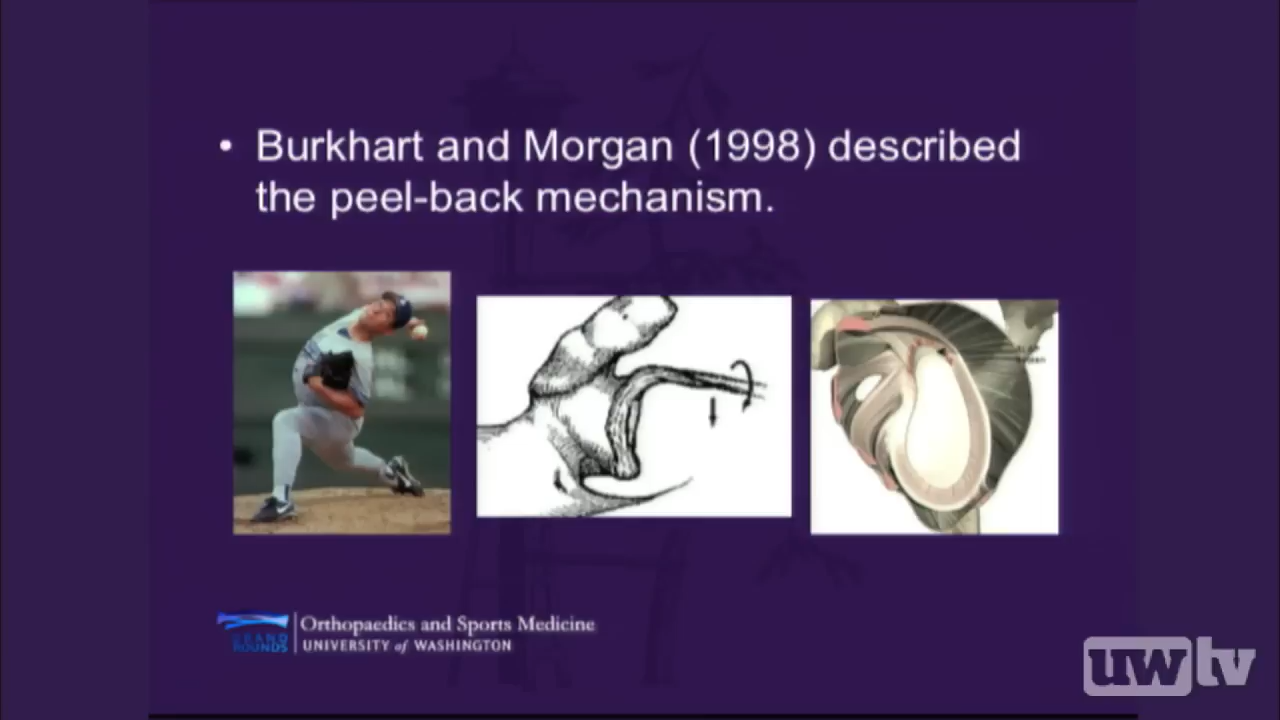 • Burkhart and Morgan (1998) described
the peel-back mechanism.
GRAND
ROUNDS
Orthopaedics and Sports Medicine
UNIVERSITY of WASHINGTON
uwtv